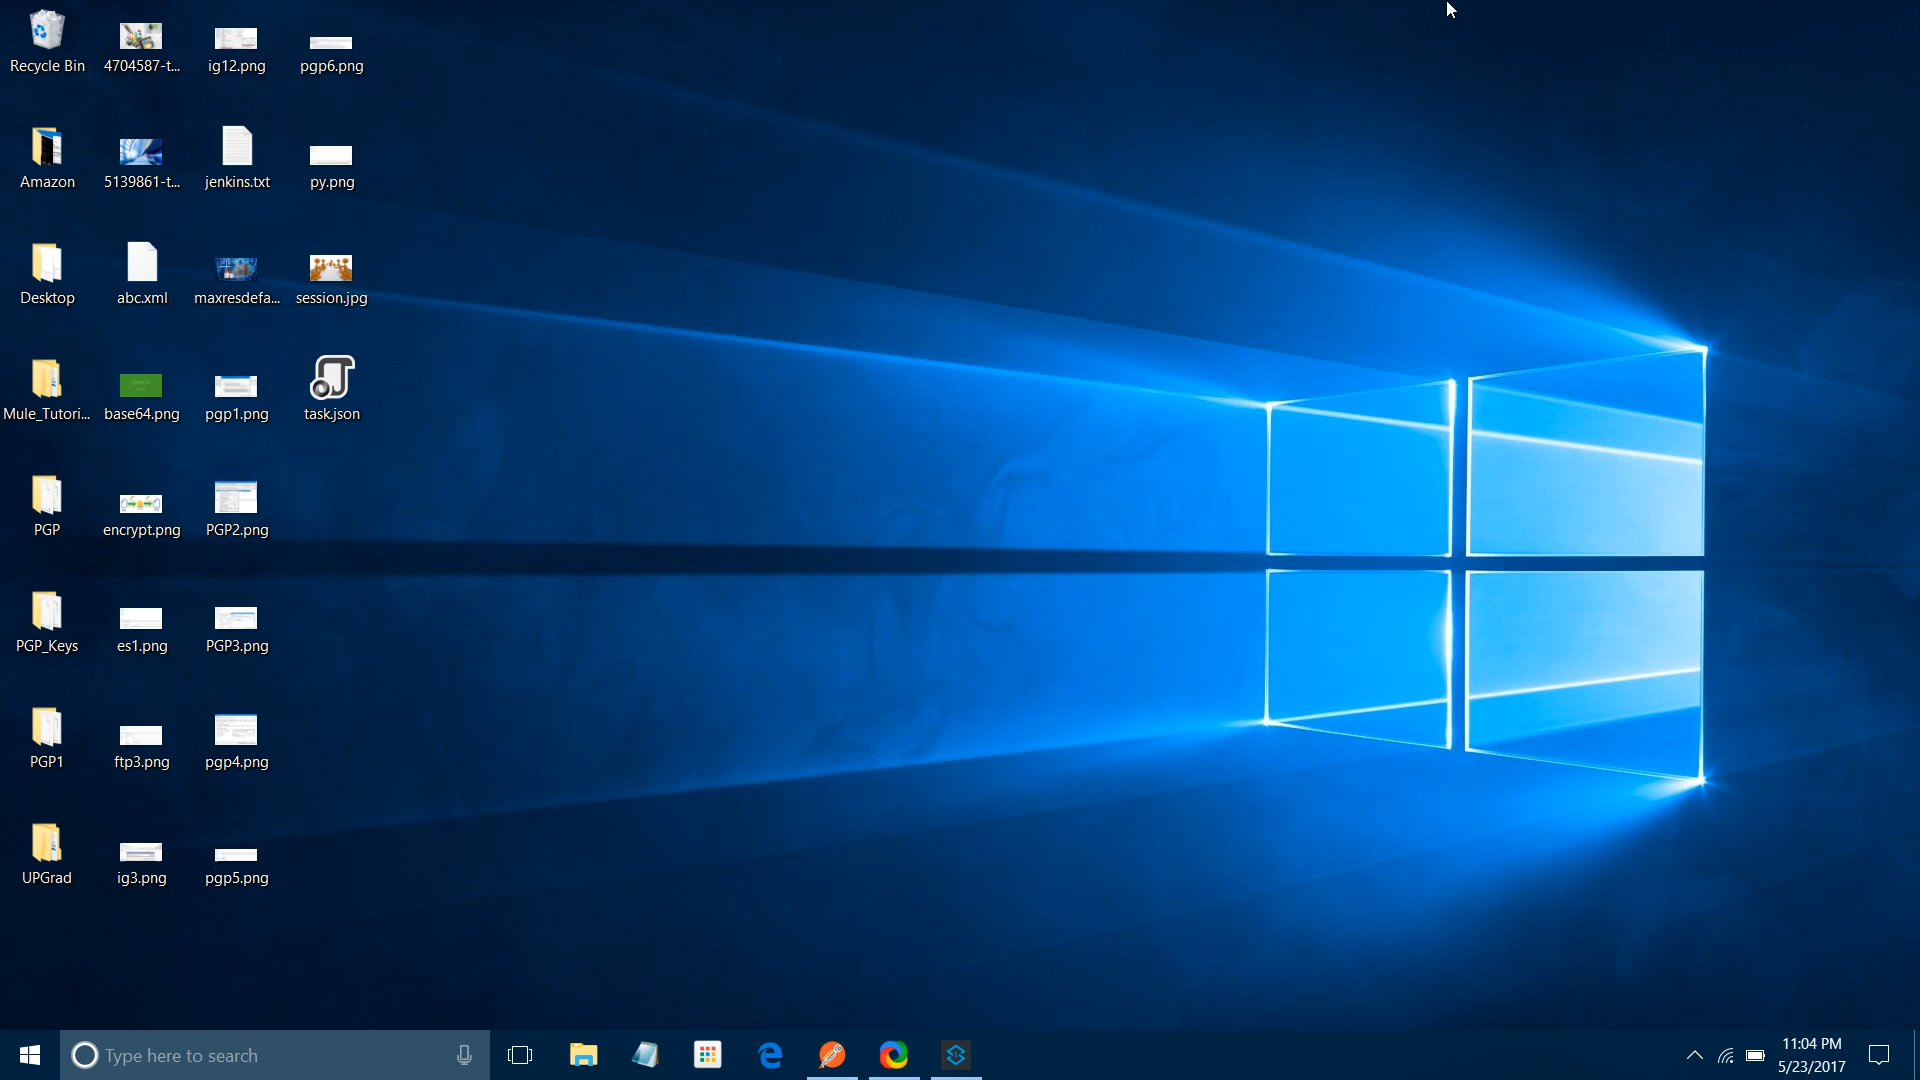 Recycle Bin
4704587-t...
ig12.png
pgp6.png
Amazon
5139861-t...
jenkins.txt
py.png
Desktop
abc.xml
maxresdefa...
session.jpg
Mule_Tutori...
base64.png
pgp1.png
task.json
PGP
encrypt.png
PGP2.png
PGP_Keys
es1.png
PGP3.png
PGP1
ftp3.png
pgp4.png
UPGrad
ig3.png
pgp5.png
Type here to search
11:04 PM
5/23/2017